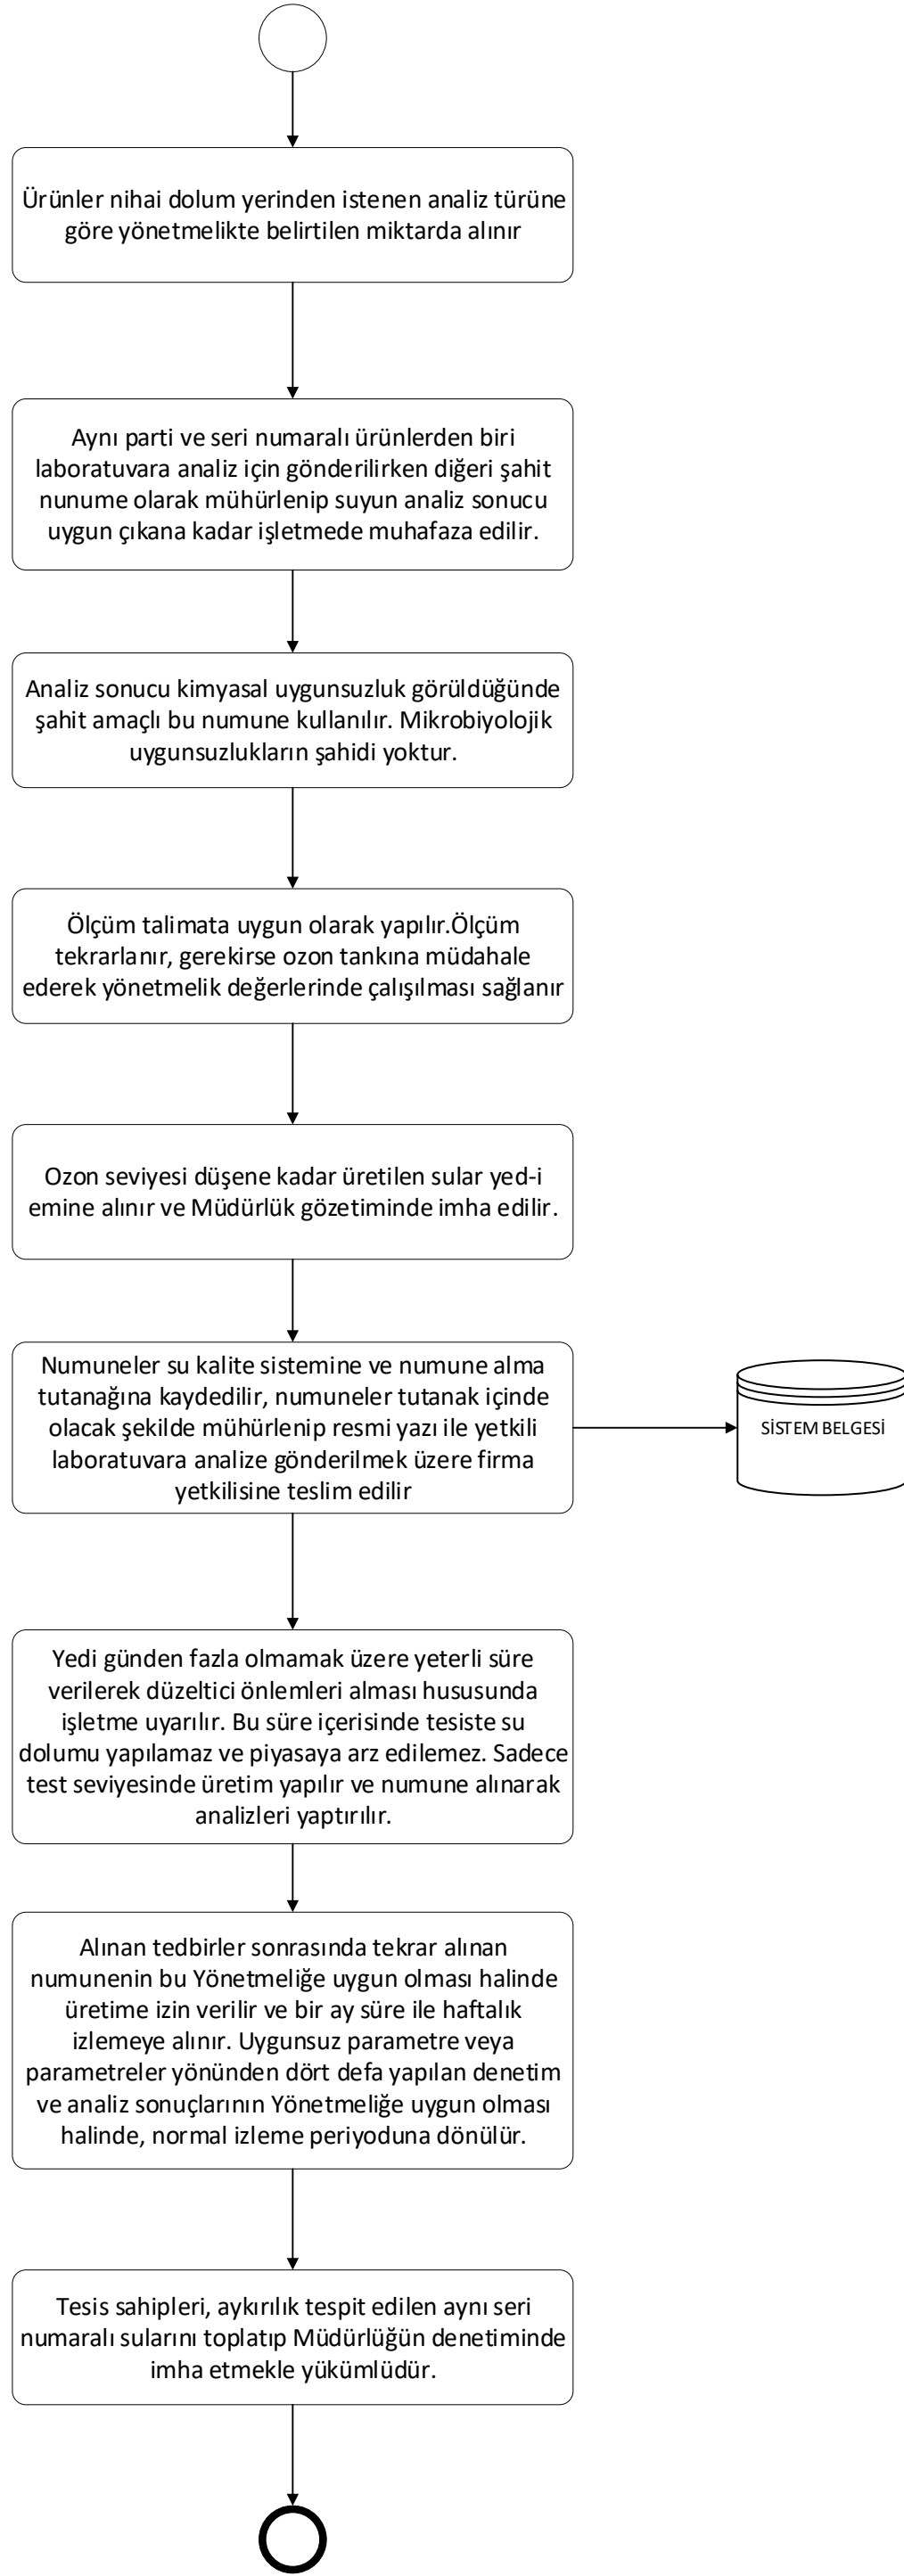 Ürünler nihai dolum yerinden istenen analiz türüne
göre yönetmelikte belirtilen miktarda alınır
Aynı parti ve seri numaralı ürünlerden biri
laboratuvara analiz için gönderilirken diğeri şahit
nunume olarak mühürlenip suyun analiz sonucu
uygun çıkana kadar işletmede muhafaza edilir.
Analiz sonucu kimyasal uygunsuzluk görüldüğünde
şahit amaçlı bu numune kullanılır. Mikrobiyolojik
uygunsuzlukların şahidi yoktur.
Ölçüm talimata uygun olarak yapılır.Ölçüm
tekrarlanır, gerekirse ozon tankına müdahale
ederek yönetmelik değerlerinde çalışılması sağlanır
Ozon seviyesi düşene kadar üretilen sular yed-i
emine alınır ve Müdürlük gözetiminde imha edilir.
Numuneler su kalite sistemine ve numune alma
tutanağına kaydedilir, numuneler tutanak içinde
olacak şekilde mühürlenip resmi yazı ile yetkili
laboratuvara analize gönderilmek üzere firma
yetkilisine teslim edilir
SİSTEM BELGESİ
Yedi günden fazla olmamak üzere yeterli süre
verilerek düzeltici önlemleri alması hususunda
işletme uyarılır. Bu süre içerisinde tesiste su
dolumu yapılamaz ve piyasaya arz edilemez. Sadece
test seviyesinde üretim yapılır ve numune alınarak
analizleri yaptırılır.
Alınan tedbirler sonrasında tekrar alınan
numunenin bu Yönetmeliğe uygun olması halinde
üretime izin verilir ve bir ay süre ile haftalık
izlemeye alınır. Uygunsuz parametre veya
parametreler yönünden dört defa yapılan denetim
ve analiz sonuçlarının Yönetmeliğe uygun olması
halinde, normal izleme periyoduna dönülür.
Tesis sahipleri, aykırılık tespit edilen aynı seri
numaralı sularını toplatıp Müdürlüğün denetiminde
imha etmekle yükümlüdür.